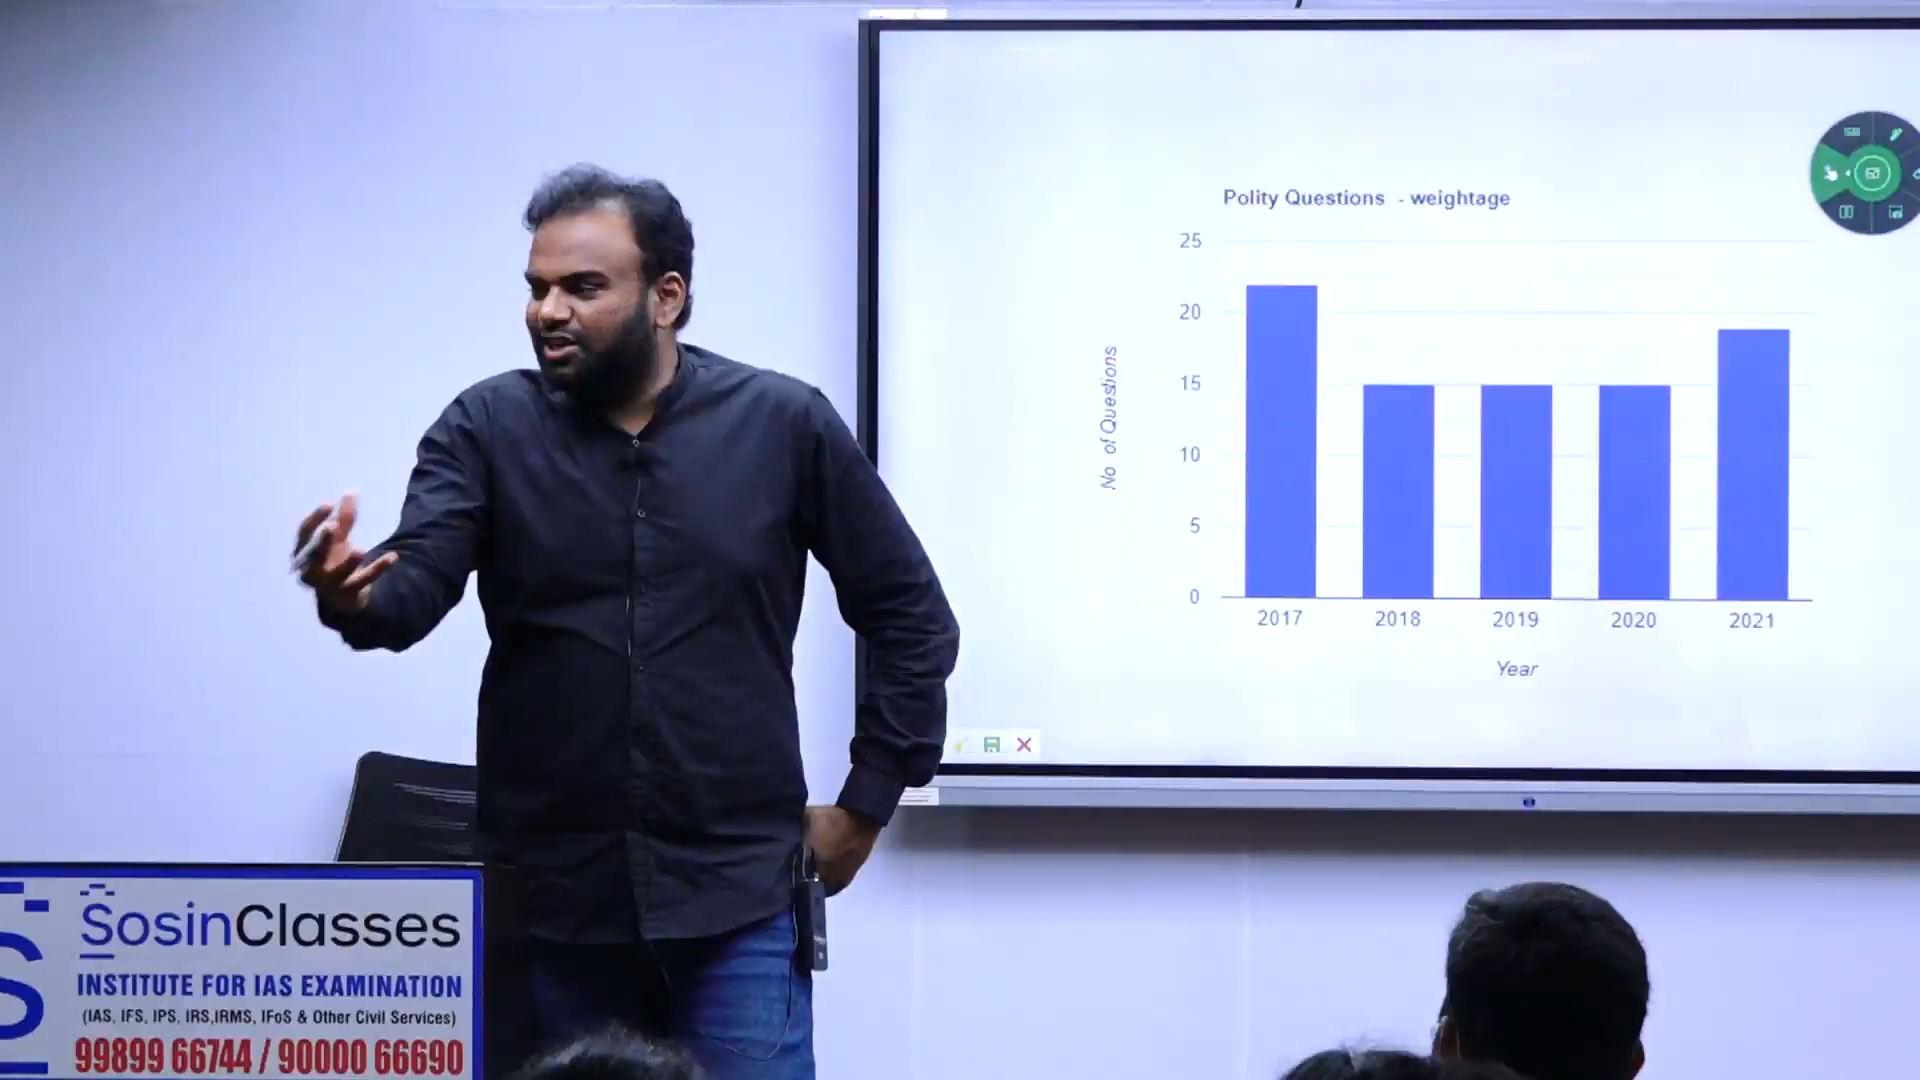 Polity Questions - weightage
25
20
15
10
5
0
No of Questions
2017 2018 2019 2020 2021
Year
SosinClasses
INSTITUTE FOR IAS EXAMINATION
(IAS, IFS, IPS, IRS,IRMS, IFoS & Other Civil Services)
99899 66744 / 90000 66690
S